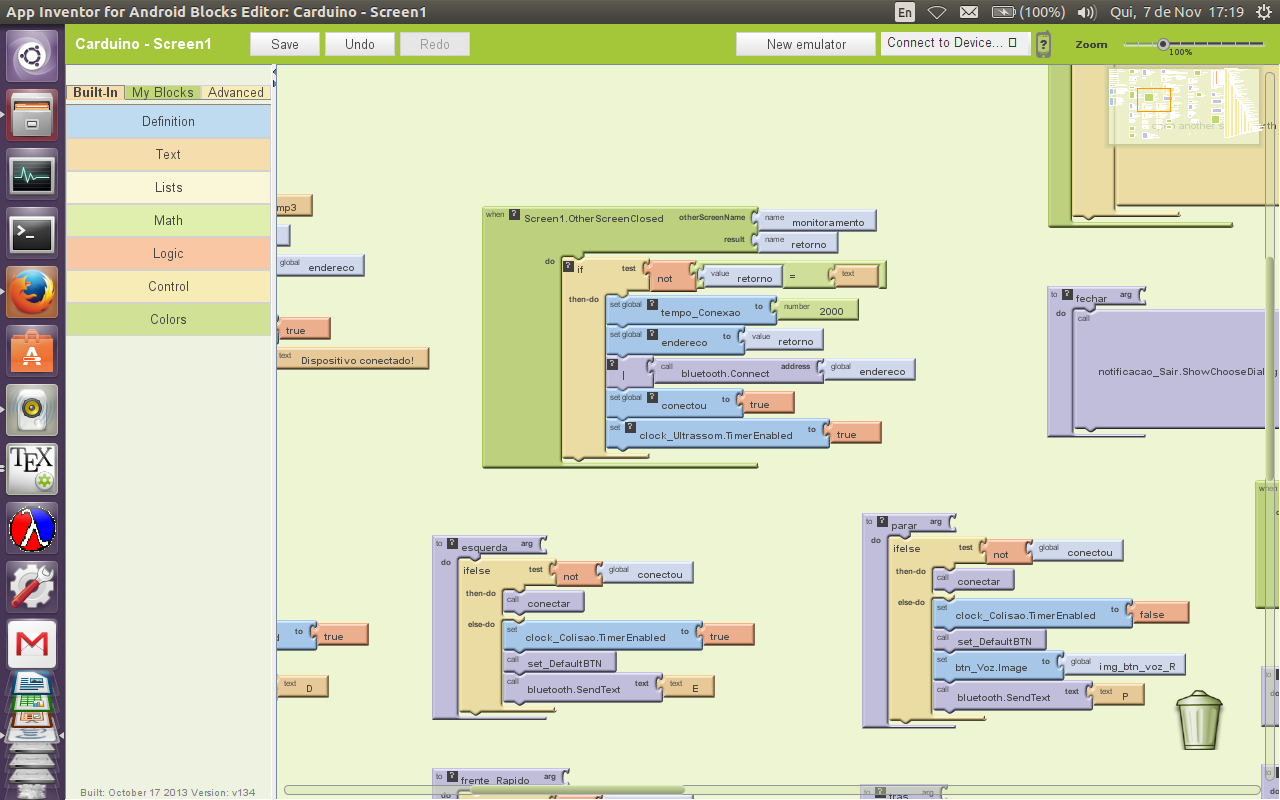 App Inventor for Android Blocks Editor: Carduino - Screen1
En
(100%)
Qui, 7 de Nov 17:19
Carduino - Screen1
Save
Undo
Redo
New emulator
Connect to Device...
Zoom
100%
Built-In
My Blocks
Advanced
Definition
Text
Lists
Math
Logic
Control
Colors
Built: October 17 2013 Version: v134
mp3
global endereco
true
text Dispositivo conectado!
to true
text D
when ? Screen1.OtherScreenClosed otherScreenName name monitoramento
result name retorno
do ? if test not value retorno = text
then-do set global ? tempo_Conexao to number 2000
set global ? endereco to value retorno
? call bluetooth.Connect address global endereco
set global ? conectou to true
set ? clock_Ultrassom.TimerEnabled to true
to ? fechar arg
do call
notificacao_Sair.ShowChooseDialog
when
to ? esquerda arg
do ifelse test not global conectou
then-do call conectar
else-do set clock_Colisao.TimerEnabled to true
call set_DefaultBTN
call bluetooth.SendText text text E
to ? parar arg
do ifelse test not global conectou
then-do call conectar
else-do set clock_Colisao.TimerEnabled to false
call set_DefaultBTN
set btn_Voz.Image to global img_btn_voz_R
call bluetooth.SendText text text P
to ? frente_Rapido arg
to ? tras arg
TEX